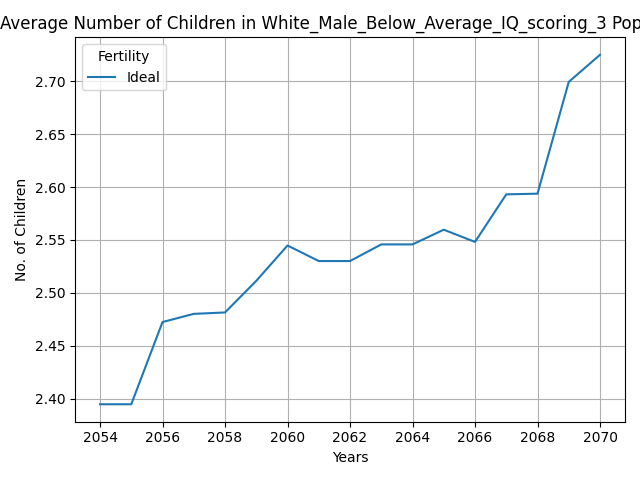 Average Number of Children in White_Male_Below_Average_IQ_scoring_3 Pop
Fertility
Ideal
No. of Children
2.70
2.65
2.60
2.55
2.50
2.45
2.40
2054 2056 2058 2060 2062 2064 2066 2068 2070
Years